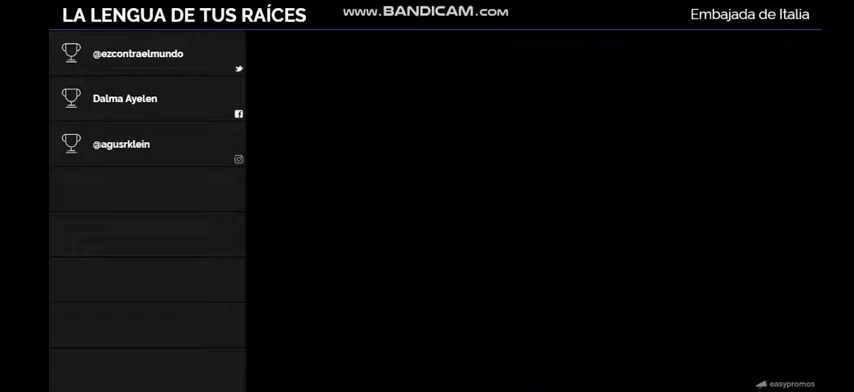 LA LENGUA DE TUS RAÍCES
www.BANDICAM.com
Embajada de Italia
@ezcontraelmundo
Dalma Ayelen
@agusrklein
easypromos